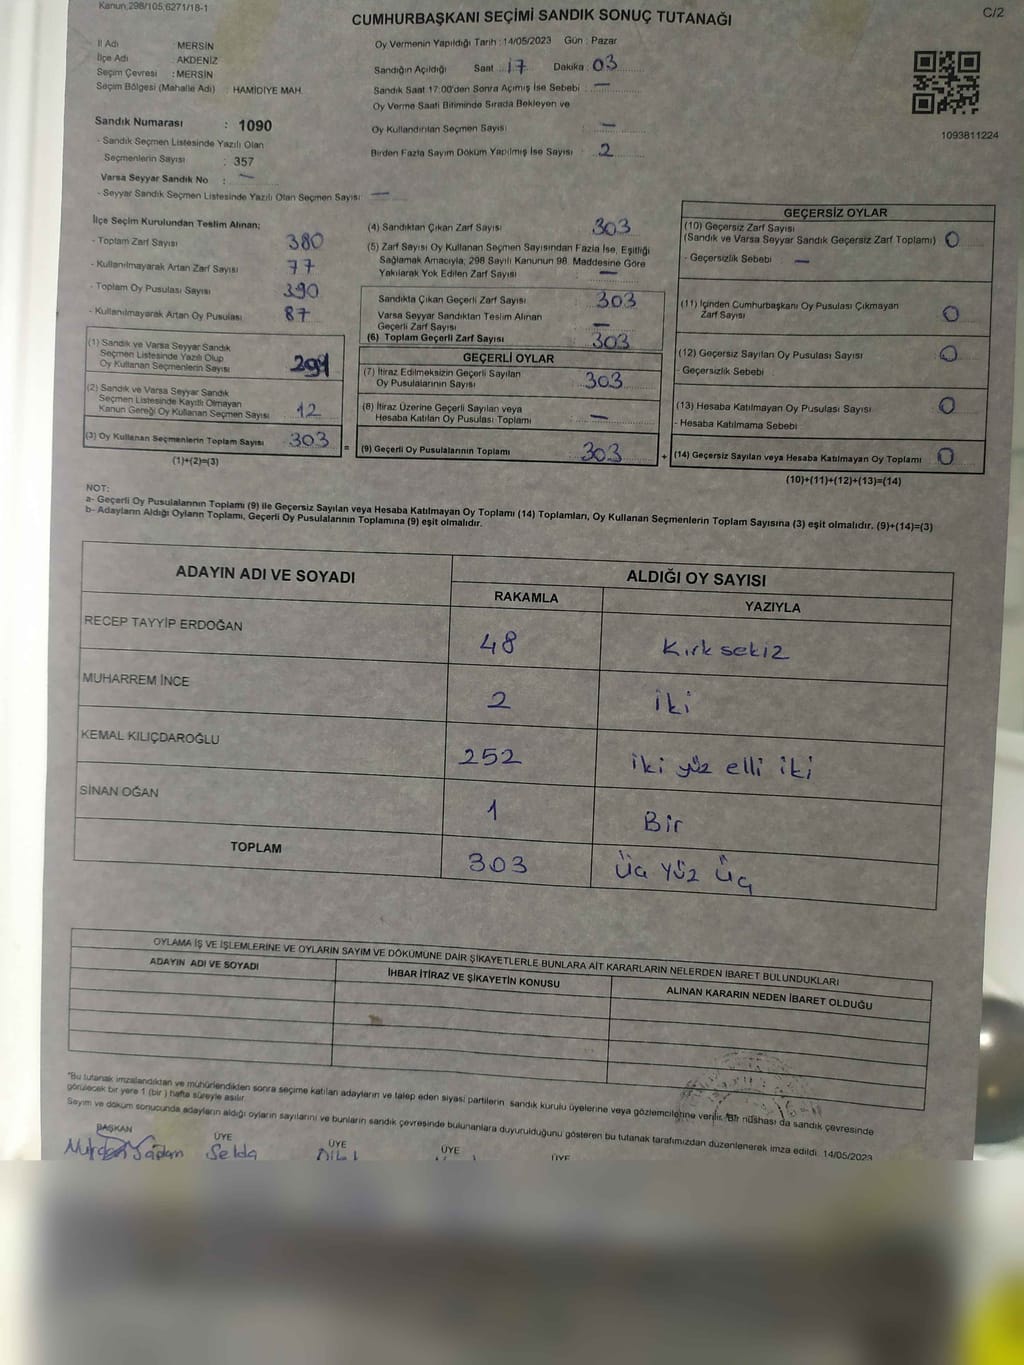 Kanun,298/105,6271/18-1
C/2
CUMHURBAŞKANI SEÇİMİ SANDIK SONUÇ TUTANAĞI
İl Adı MERSİN
İlçe Adı AKDENİZ
Seçim Çevresi : MERSİN
Seçim Bölgesi (Mahalle Adı) : HAMİDİYE MAH.
Sandık Numarası : 1090
- Sandık Seçmen Listesinde Yazılı Olan
Seçmenlerin Sayısı : 357
Varsa Seyyar Sandık No : —
- Seyyar Sandık Seçmen Listesinde Yazılı Olan Seçmen Sayısı —
Oy Vermenin Yapıldığı Tarih : 14/05/2023 Gün : Pazar
Sandığın Açıldığı Saat 17 Dakika 03
Sandık Saat 17:00'den Sonra Açımış İse Sebebi : —
Oy Verme Saati Bitiminde Sırada Bekleyen ve
Oy Kullandırılan Seçmen Sayısı : —
Birden Fazla Sayım Döküm Yapılmış İse Sayısı : 2
1093811224
İlçe Seçim Kurulundan Teslim Alınan;
- Toplam Zarf Sayısı 380
- Kullanılmayarak Artan Zarf Sayısı 77
- Toplam Oy Pusulası Sayısı 390
- Kullanılmayarak Artan Oy Pusulası 87
(1) Sandık ve Varsa Seyyar Sandık
Seçmen Listesinde Yazılı Olup
Oy Kullanan Seçmenlerin Sayısı
(2) Sandık ve Varsa Seyyar Sandık
Seçmen Listesinde Kayıtlı Olmayan
Kanun Gereği Oy Kullanan Seçmen Sayısı 12
(3) Oy Kullanan Seçmenlerin Toplam Sayısı 303 =
(1)+(2)=(3)
(4) Sandıktan Çıkan Zarf Sayısı 303
(5) Zarf Sayısı Oy Kullanan Seçmen Sayısından Fazla İse, Eşitliği
Sağlamak Amacıyla, 298 Sayılı Kanunun 98. Maddesine Göre
Yakılarak Yok Edilen Zarf Sayısı : —
Sandıkta Çıkan Geçerli Zarf Sayısı : 303
Varsa Seyyar Sandıktan Teslim Alınan
Geçerli Zarf Sayısı : —
(6) Toplam Geçerli Zarf Sayısı : 303
GEÇERLİ OYLAR
(7) İtiraz Edilmeksizin Geçerli Sayılan
Oy Pusulalarının Sayısı : 303
(8) İtiraz Üzerine Geçerli Sayılan veya
Hesaba Katılan Oy Pusulası Toplamı : —
(9) Geçerli Oy Pusulalarının Toplamı : 303 +
GEÇERSİZ OYLAR
(10) Geçersiz Zarf Sayısı
(Sandık ve Varsa Seyyar Sandık Geçersiz Zarf Toplamı) 0
- Geçersizlik Sebebi : —
(11) İçinden Cumhurbaşkanı Oy Pusulası Çıkmayan
Zarf Sayısı 0
(12) Geçersiz Sayılan Oy Pusulası Sayısı 0
- Geçersizlik Sebebi :
(13) Hesaba Katılmayan Oy Pusulası Sayısı 0
- Hesaba Katılmama Sebebi :
(14) Geçersiz Sayılan veya Hesaba Katılmayan Oy Toplamı 0
(10)+(11)+(12)+(13)=(14)
NOT:
a- Geçerli Oy Pusulalarının Toplamı (9) ile Geçersiz Sayılan veya Hesaba Katılmayan Oy Toplamı (14) Toplamları, Oy Kullanan Seçmenlerin Toplam Sayısına (3) eşit olmalıdır. (9)+(14)=(3)
b- Adayların Aldığı Oyların Toplamı, Geçerli Oy Pusulalarının Toplamına (9) eşit olmalıdır.
ADAYIN ADI VE SOYADI ALDIĞI OY SAYISI
RAKAMLA YAZIYLA
RECEP TAYYİP ERDOĞAN 48 Kırk sekiz
MUHARREM İNCE 2 İki
KEMAL KILIÇDAROĞLU 252 iki yüz elli iki
SİNAN OĞAN 1 Bir
TOPLAM 303 Üç Yüz Üç
OYLAMA İŞ VE İŞLEMLERİNE VE OYLARIN SAYIM VE DÖKÜMÜNE DAİR ŞİKAYETLERLE BUNLARA AİT KARARLARIN NELERDEN İBARET BULUNDUKLARI
ADAYIN ADI VE SOYADI İHBAR İTİRAZ VE ŞİKAYETİN KONUSU ALINAN KARARIN NEDEN İBARET OLDUĞU
"Bu tutanak imzalandıktan ve mühürlendikten sonra seçime katılan adayların ve talep eden siyasi partilerin sandık kurulu üyelerine veya gözlemcilerine verilir. Bir nüshası da sandık çevresinde
görülecek bir yere 1 (bir) hafta süreyle asılır.
Sayım ve döküm sonucunda adayların aldığı oyların sayılarını ve bunların sandık çevresinde bulunanlara duyurulduğunu gösteren bu tutanak tarafımızdan düzenlenerek imza edildi. 14/05/2023
BAŞKAN ÜYE ÜYE ÜYE ÜYE
Selda